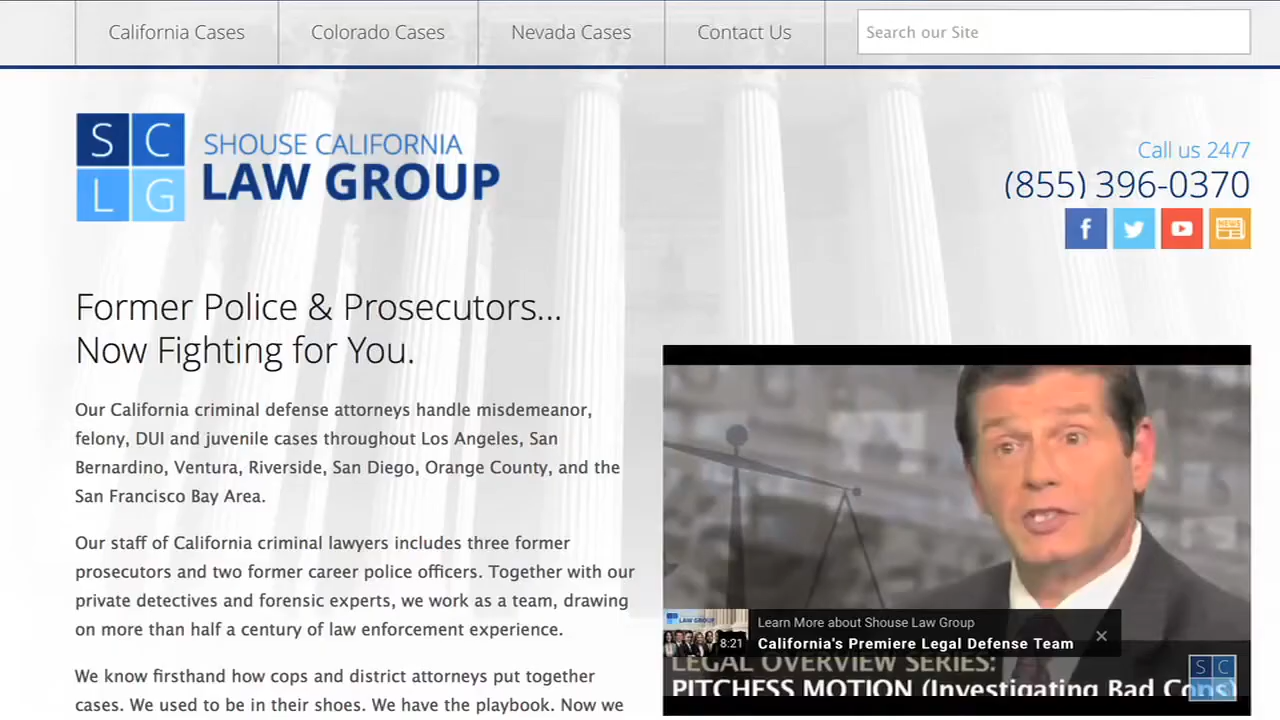 California Cases
Colorado Cases
Nevada Cases
Contact Us
Search our Site
S C
L G
SHOUSE CALIFORNIA
LAW GROUP
Call us 24/7
(855) 396-0370
f
NEWS
Former Police & Prosecutors...
Now Fighting for You.
Our California criminal defense attorneys handle misdemeanor,
felony, DUI and juvenile cases throughout Los Angeles, San
Bernardino, Ventura, Riverside, San Diego, Orange County, and the
San Francisco Bay Area.
Our staff of California criminal lawyers includes three former
prosecutors and two former career police officers. Together with our
private detectives and forensic experts, we work as a team, drawing
on more than half a century of law enforcement experience.
We know firsthand how cops and district attorneys put together
cases. We used to be in their shoes. We have the playbook. Now we
LAW GROUP
8:21
Learn More about Shouse Law Group
California's Premiere Legal Defense Team
LEGAL OVERVIEW SERIES:
PITCHESS MOTION (Investigating Bad Cops)
S C
L G